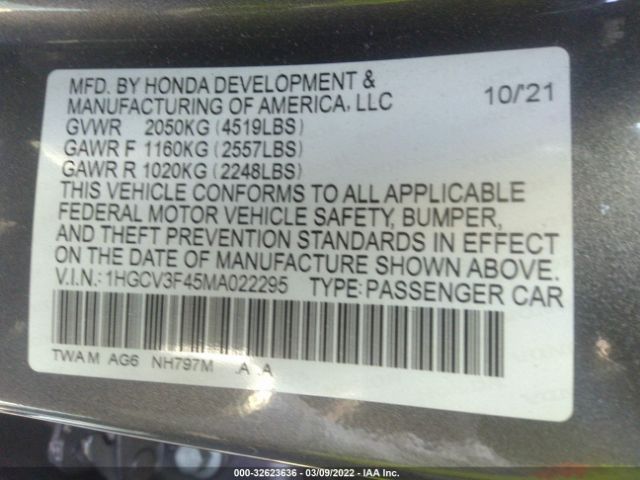 MFD. BY HONDA DEVELOPMENT &
MANUFACTURING OF AMERICA, LLC 10/'21
GVWR 2050KG (4519LBS)
GAWR F 1160KG (2557LBS)
GAWR R 1020KG (2248LBS)
THIS VEHICLE CONFORMS TO ALL APPLICABLE
FEDERAL MOTOR VEHICLE SAFETY, BUMPER,
AND THEFT PREVENTION STANDARDS IN EFFECT
ON THE DATE OF MANUFACTURE SHOWN ABOVE.
V.I.N.: 1HGCV3F45MA022295 TYPE: PASSENGER CAR
TWA M AG6 NH797M
000-32623636 - 03/09/2022 - IAA Inc.